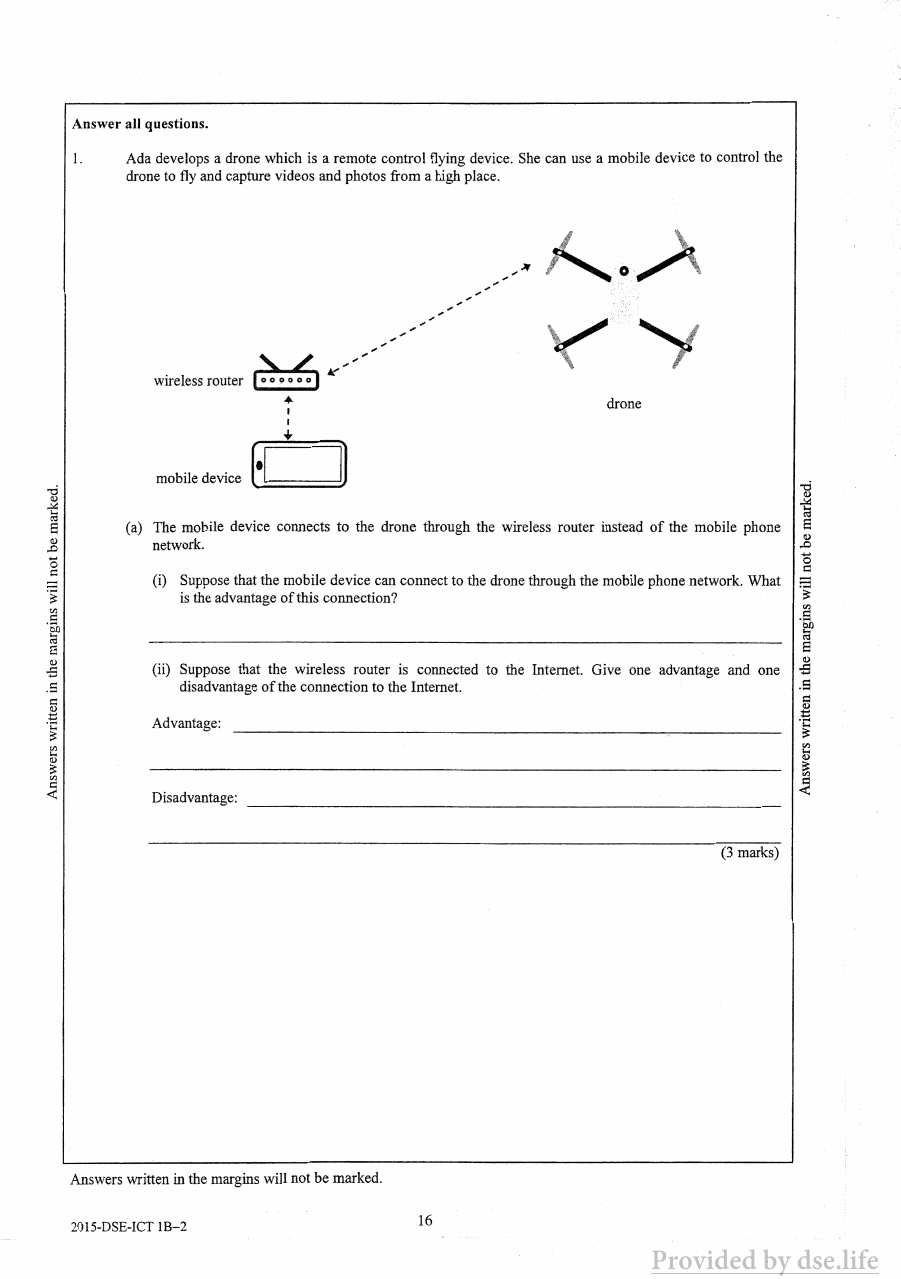 Answer all questions.
1. Ada develops a drone which is a remote control flying device. She can use a mobile device to control the
drone to fly and capture videos and photos from a high place.
wireless router
drone
mobile device
(a) The mobile device connects to the drone through the wireless router instead of the mobile phone
network.
(i) Suppose that the mobile device can connect to the drone through the mobile phone network. What
is the advantage of this connection?
(ii) Suppose that the wireless router is connected to the Internet. Give one advantage and one
disadvantage of the connection to the Internet.
Advantage:
Disadvantage:
(3 marks)
Answers written in the margins will not be marked.
Answers written in the margins will not be marked.
Answers written in the margins will not be marked.
2015-DSE-ICT 1B–2
16
Provided by dse.life